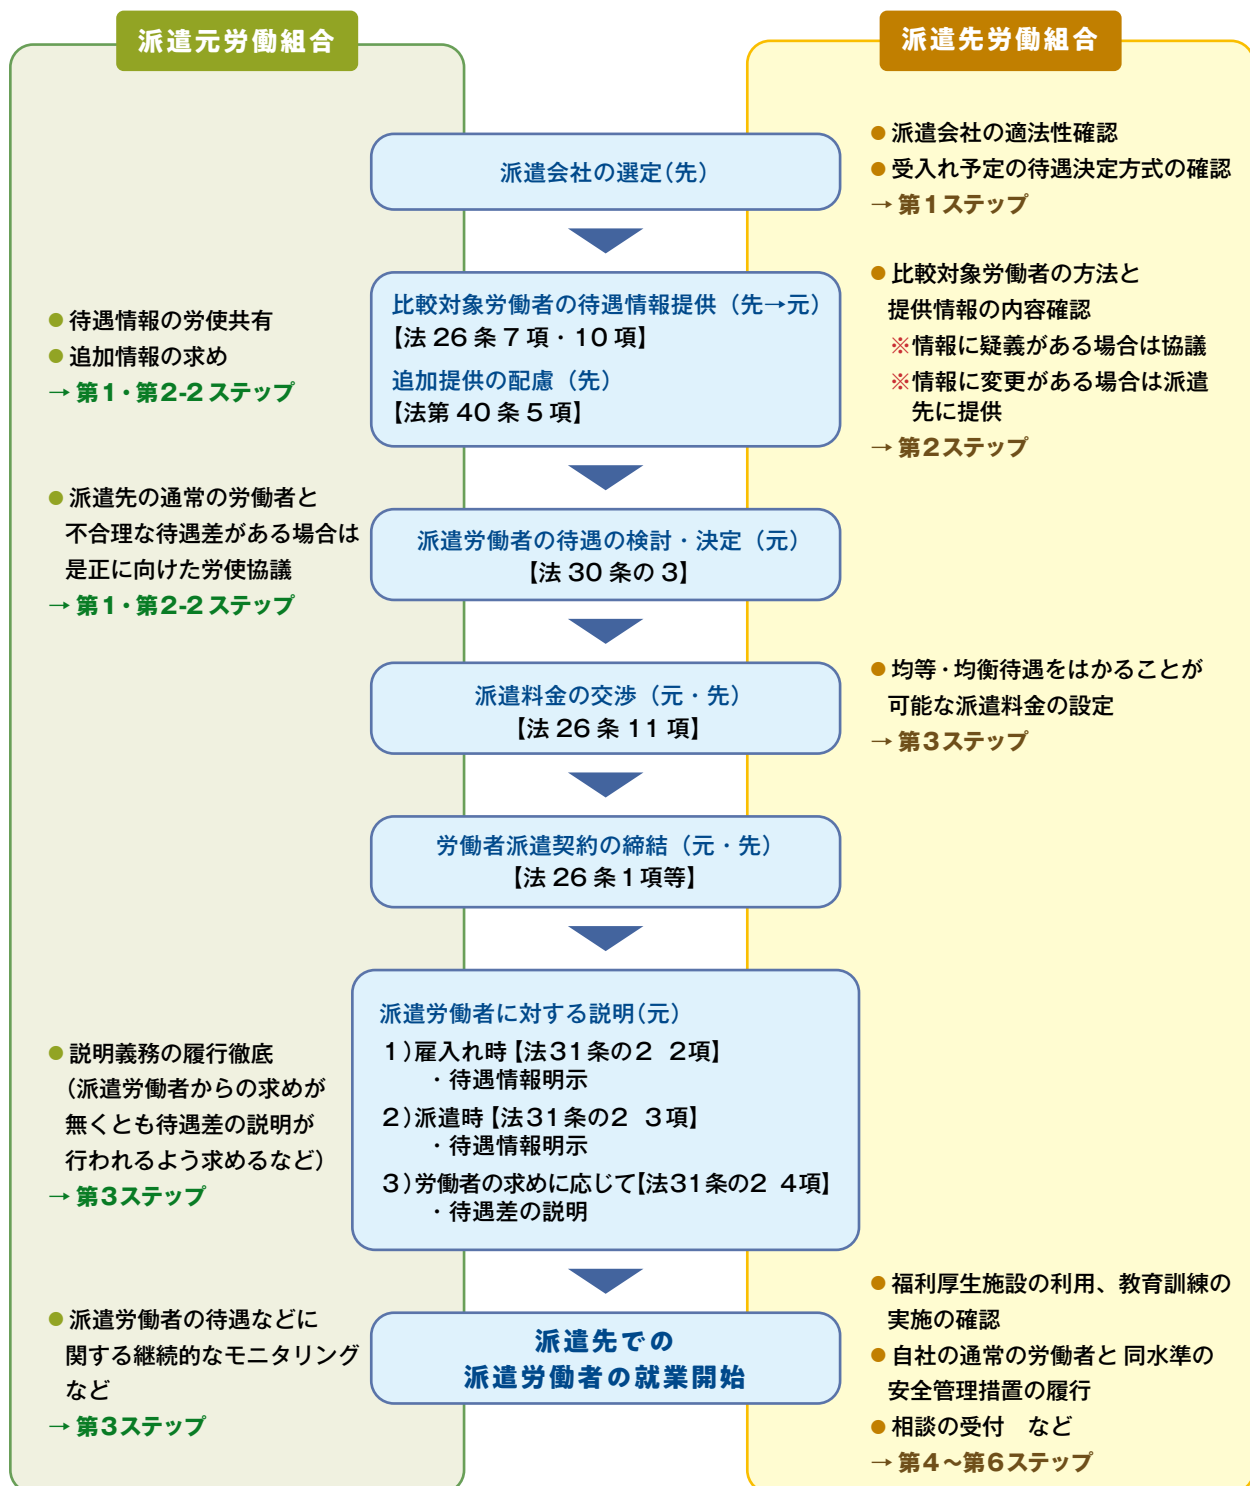 派遣元労働組合
派遣先労働組合
派遣会社の選定(先)
● 派遣会社の適法性確認
● 受入れ予定の待遇決定方式の確認
→ 第1ステップ
● 待遇情報の労使共有
● 追加情報の求め
→ 第1・第2-2 ステップ
比較対象労働者の待遇情報提供（先→元）
【法 26 条 7 項・10 項】
追加提供の配慮（先）
【法第 40 条 5 項】
● 比較対象労働者の方法と
提供情報の内容確認
※情報に疑義がある場合は協議
※情報に変更がある場合は派遣
先に提供
→ 第2ステップ
● 派遣先の通常の労働者と
不合理な待遇差がある場合は
是正に向けた労使協議
→ 第1・第2-2 ステップ
派遣労働者の待遇の検討・決定（元）
【法 30 条の 3】
派遣料金の交渉（元・先）
【法 26 条 11 項】
● 均等・均衡待遇をはかることが
可能な派遣料金の設定
→ 第3ステップ
労働者派遣契約の締結（元・先）
【法 26 条 1 項等】
● 説明義務の履行徹底
（派遣労働者からの求めが
無くとも待遇差の説明が
行われるよう求めるなど）
→ 第3ステップ
派遣労働者に対する説明(元)
1）雇入れ時【法31条の2 2項】
・待遇情報明示
2）派遣時【法31条の2 3項】
・待遇情報明示
3）労働者の求めに応じて【法31条の2 4項】
・待遇差の説明
● 派遣労働者の待遇などに
関する継続的なモニタリング
など
→ 第3ステップ
派遣先での
派遣労働者の就業開始
● 福利厚生施設の利用、教育訓練の
実施の確認
● 自社の通常の労働者と 同水準の
安全管理措置の履行
● 相談の受付　など
→ 第4～第6ステップ